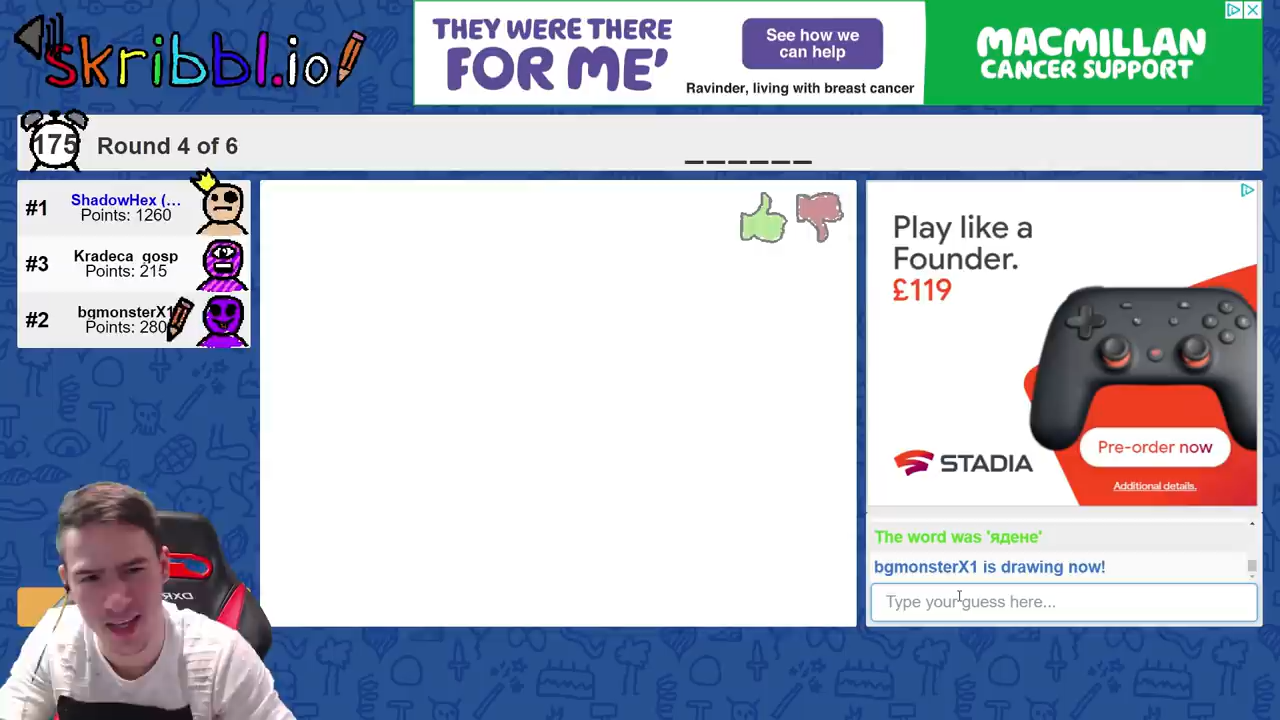 skribbl.io
THEY WERE THERE
FOR ME'
See how we
can help
Ravinder, living with breast cancer
MACMILLAN
CANCER SUPPORT
175
Round 4 of 6
______
#1
ShadowHex (...
Points: 1260
#3
Kradeca_gosp
Points: 215
#2
bgmonsterX1
Points: 280
Play like a
Founder.
£119
Pre-order now
STADIA
Additional details.
The word was 'ядене'
bgmonsterX1 is drawing now!
Type your guess here...
DXR